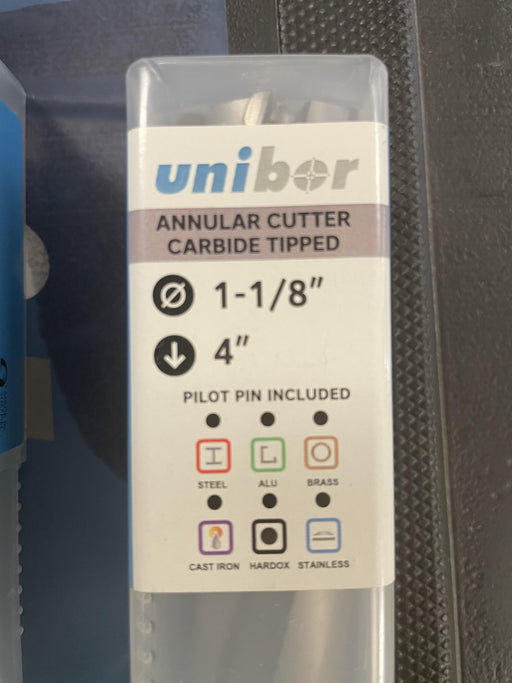 unibor
ANNULAR CUTTER
CARBIDE TIPPED
Ø 1-1/8”
4”
PILOT PIN INCLUDED
STEEL ALU BRASS
CAST IRON HARDOX STAINLESS